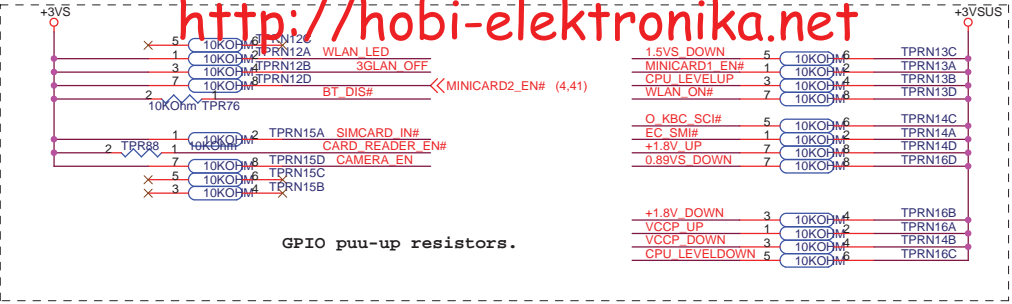 http://hobi-elektronika.net
+3VS
5 10KOHM 6 TPRN12C
1 10KOHM 2 TPRN12A WLAN_LED
3 10KOHM 4 TPRN12B 3GLAN_OFF
7 10KOHM 8 TPRN12D MINICARD2_EN# (4,41)
2 10KOhm 1 TPR76 BT_DIS#
1 10KOHM 2 TPRN15A SIMCARD_IN#
2 TPR88 1 10KOhm CARD_READER_EN#
7 10KOHM 8 TPRN15D CAMERA_EN
5 10KOHM 6 TPRN15C
3 10KOHM 4 TPRN15B
GPIO puu-up resistors.
+3VSUS
1.5VS_DOWN 5 10KOHM 6 TPRN13C
MINICARD1_EN# 1 10KOHM 2 TPRN13A
CPU_LEVELUP 3 10KOHM 4 TPRN13B
WLAN_ON# 7 10KOHM 8 TPRN13D
O_KBC_SCI# 5 10KOHM 6 TPRN14C
EC_SMI# 1 10KOHM 2 TPRN14A
+1.8V_UP 7 10KOHM 8 TPRN14D
0.89VS_DOWN 7 10KOHM 8 TPRN16D
+1.8V_DOWN 3 10KOHM 4 TPRN16B
VCCP_UP 1 10KOHM 2 TPRN16A
VCCP_DOWN 3 10KOHM 4 TPRN14B
CPU_LEVELDOWN 5 10KOHM 6 TPRN16C